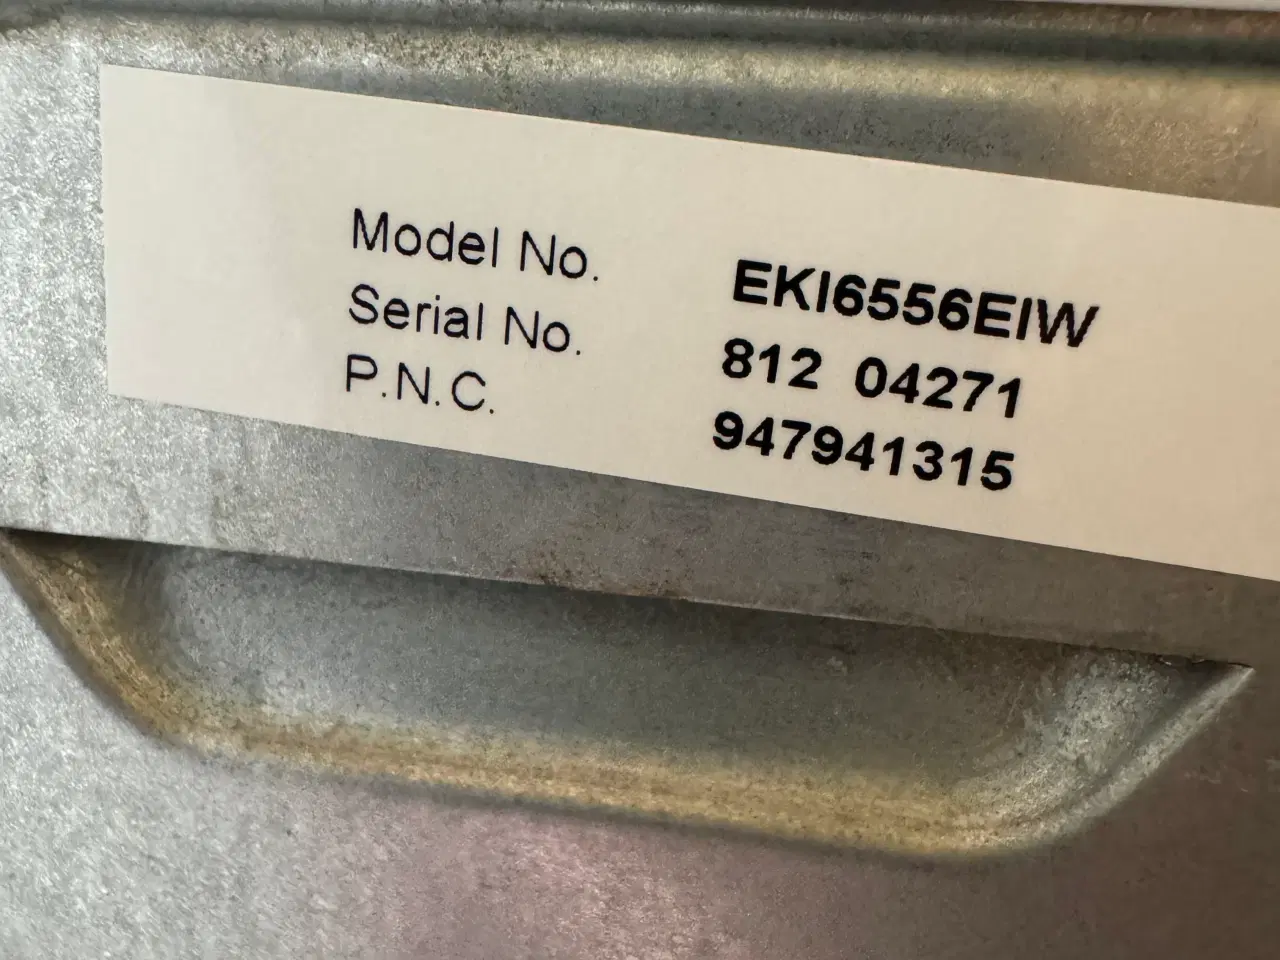 Model No. EKI6556EIW
Serial No. 812 04271
P.N.C. 947941315